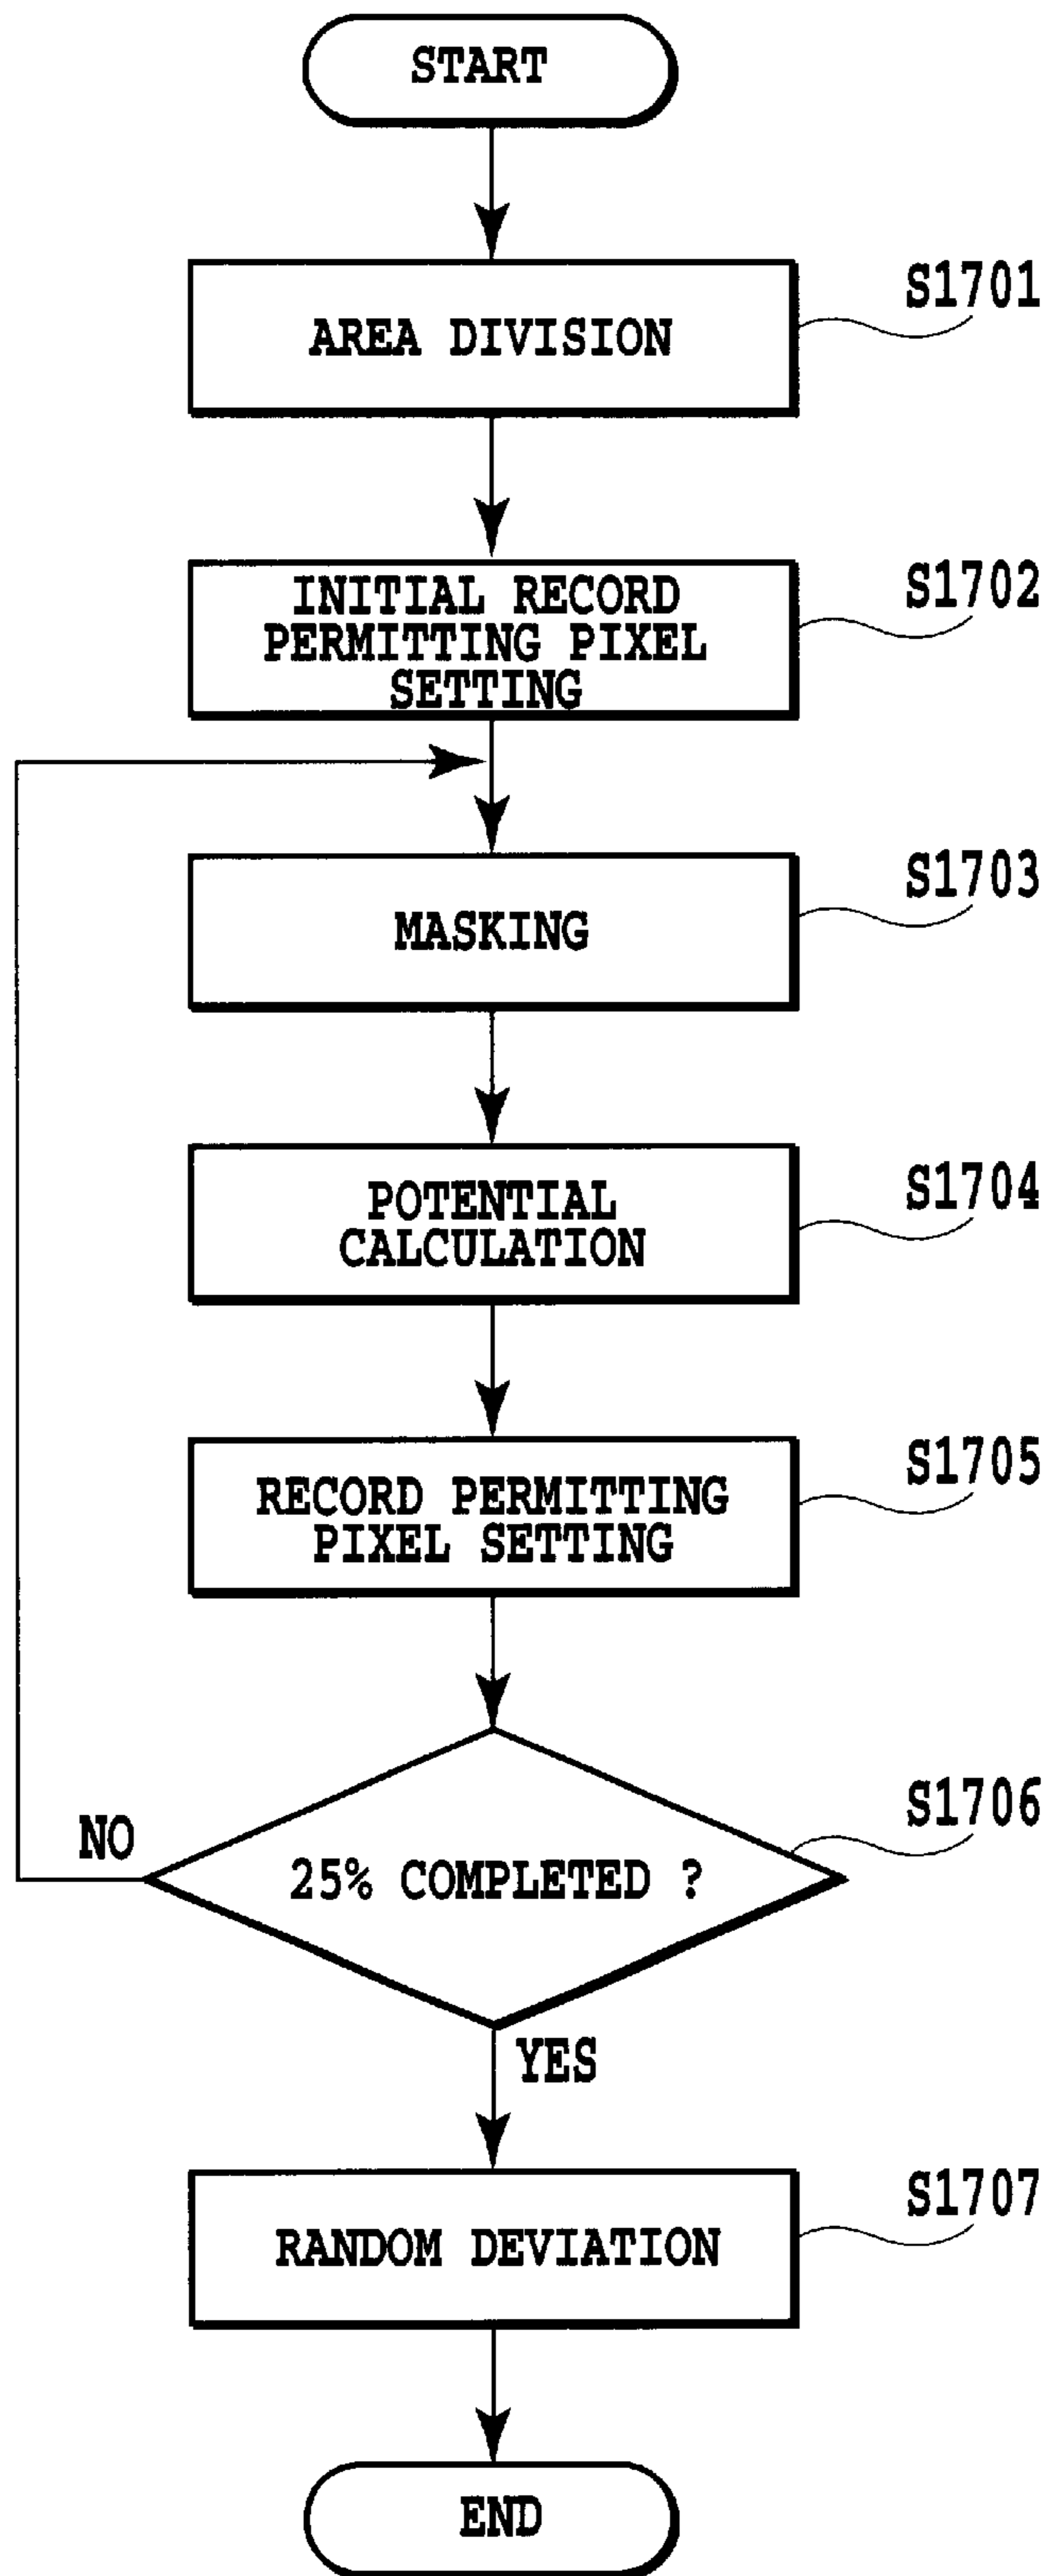 START
S1701
AREA DIVISION
S1702
INITIAL RECORD
PERMITTING PIXEL
SETTING
S1703
MASKING
S1704
POTENTIAL
CALCULATION
S1705
RECORD PERMITTING
PIXEL SETTING
S1706
NO
25% COMPLETED ?
YES
S1707
RANDOM DEVIATION
END